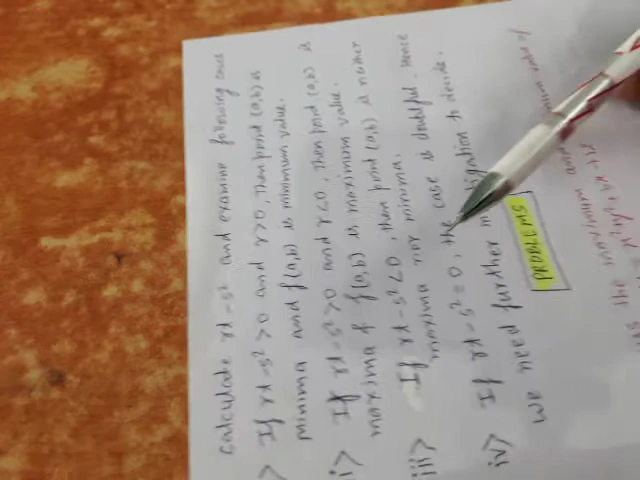 calculate rt - s² and examine following cases
> If rt - s² > 0 and r > 0, then point (a,b) is
minima and f(a,b) is minimum value.
i> If rt - s² > 0 and r < 0, then point (a,b) is
maxima & f(a,b) is maximum value.
iii> If rt - s² < 0, then point (a,b) is neither
maxima nor minima.
iv> If rt - s² = 0, the case is doubtful. Hence
we need further to decide.
PROBLEMS
the maximum and